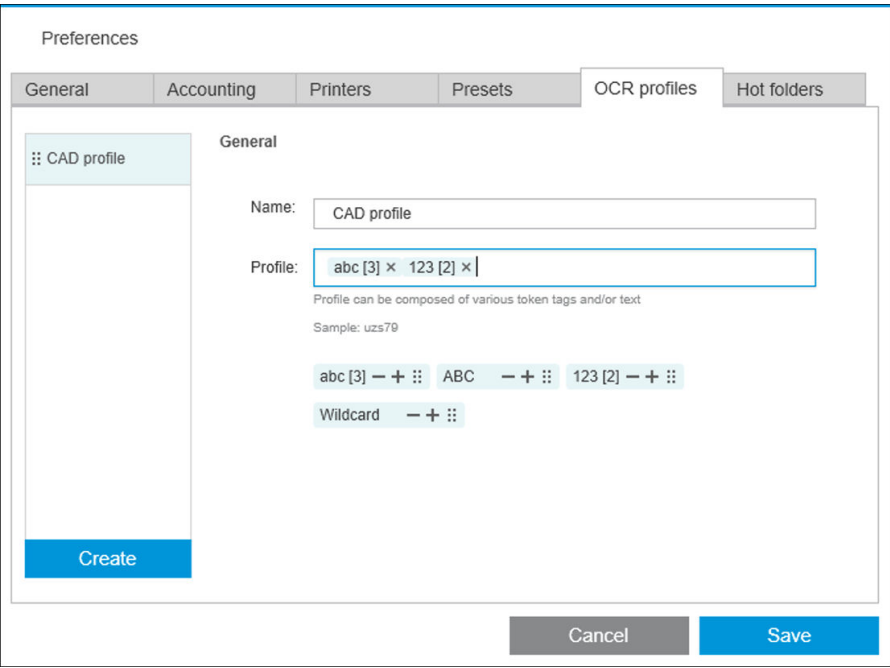 Preferences
General Accounting Printers Presets OCR profiles Hot folders
CAD profile
General
Name: CAD profile
Profile: abc [3] × 123 [2] ×
Profile can be composed of various token tags and/or text
Sample: uzs79
abc [3] − + ABC − + 123 [2] − +
Wildcard − +
Create
Cancel Save